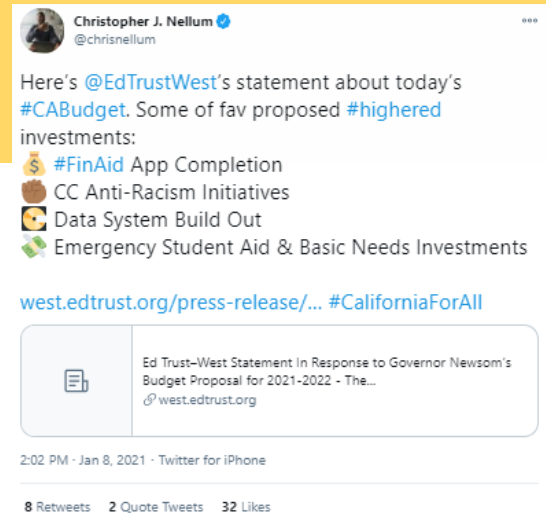 Christopher J. Nellum
@chrisnellum
Here's @EdTrustWest's statement about today's
#CABudget. Some of fav proposed #highered
investments:
#FinAid App Completion
CC Anti-Racism Initiatives
Data System Build Out
Emergency Student Aid & Basic Needs Investments
west.edtrust.org/press-release/... #CaliforniaForAll
Ed Trust–West Statement In Response to Governor Newsom's
Budget Proposal for 2021-2022 - The...
west.edtrust.org
2:02 PM · Jan 8, 2021 · Twitter for iPhone
8 Retweets 2 Quote Tweets 32 Likes